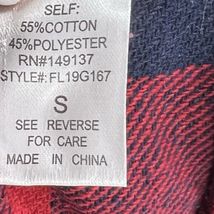 SELF:
55%COTTON
45%POLYESTER
RN#149137
STYLE#:FL19G167
S
SEE REVERSE
FOR CARE
MADE IN CHINA